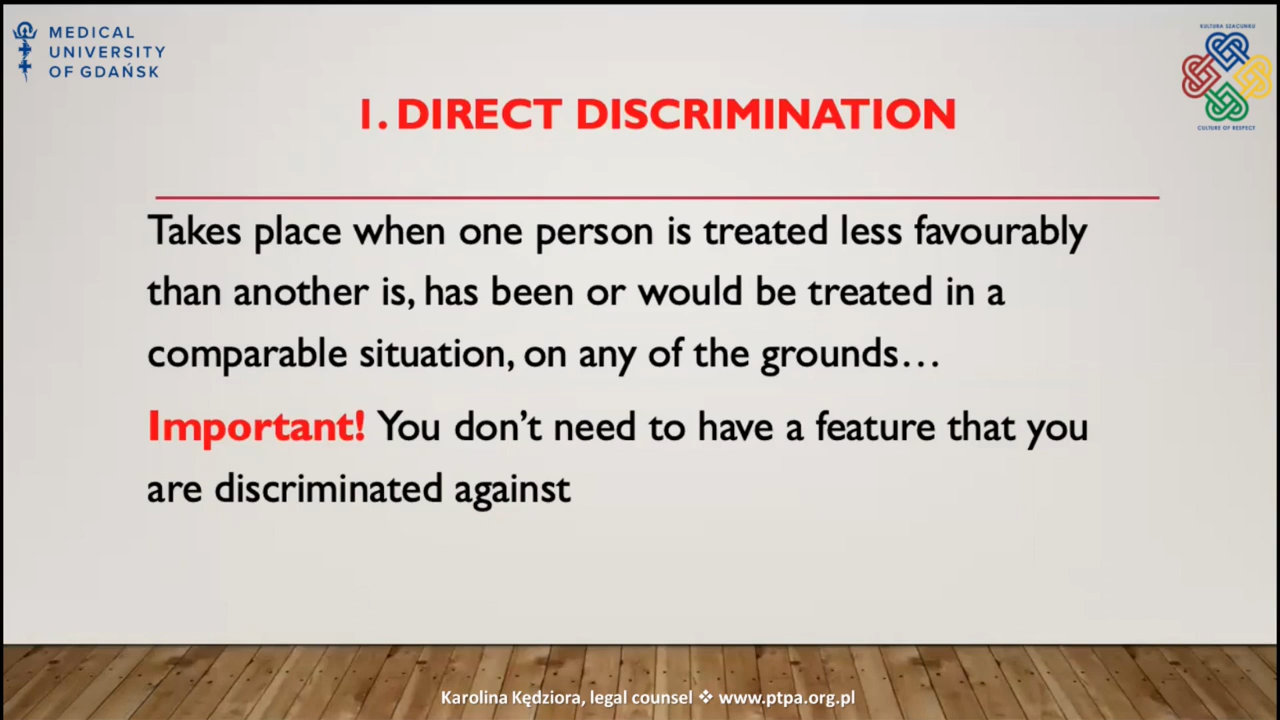 MEDICAL
UNIVERSITY
OF GDAŃSK
KULTURA SZACUNKU
CULTURE OF RESPECT
1. DIRECT DISCRIMINATION
Takes place when one person is treated less favourably
than another is, has been or would be treated in a
comparable situation, on any of the grounds…
Important! You don’t need to have a feature that you
are discriminated against
Karolina Kędziora, legal counsel ❖ www.ptpa.org.pl